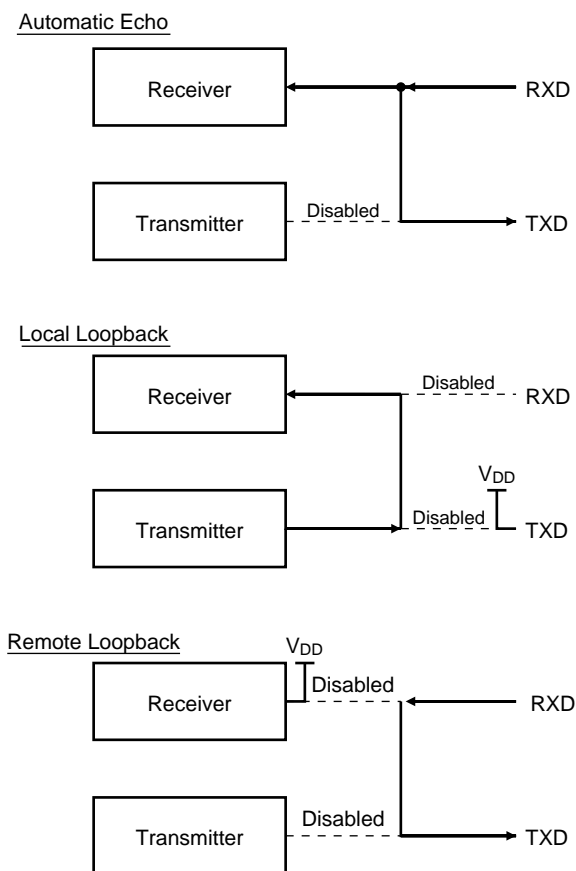 Automatic Echo
Receiver
RXD
Disabled
Transmitter
TXD
Local Loopback
Disabled
Receiver
RXD
VDD
Disabled
Transmitter
TXD
Remote Loopback
VDD
Disabled
Receiver
RXD
Disabled
Transmitter
TXD